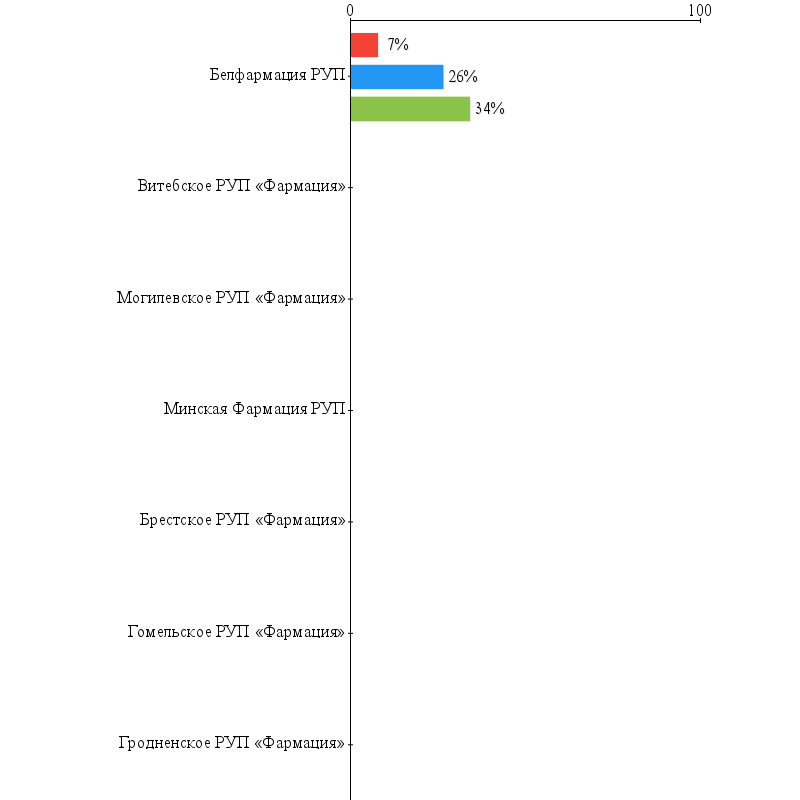 0 100
7%
Белфармация РУП 26%
34%
Витебское РУП «Фармация»
Могилевское РУП «Фармация»
Минская Фармация РУП
Брестское РУП «Фармация»
Гомельское РУП «Фармация»
Гродненское РУП «Фармация»